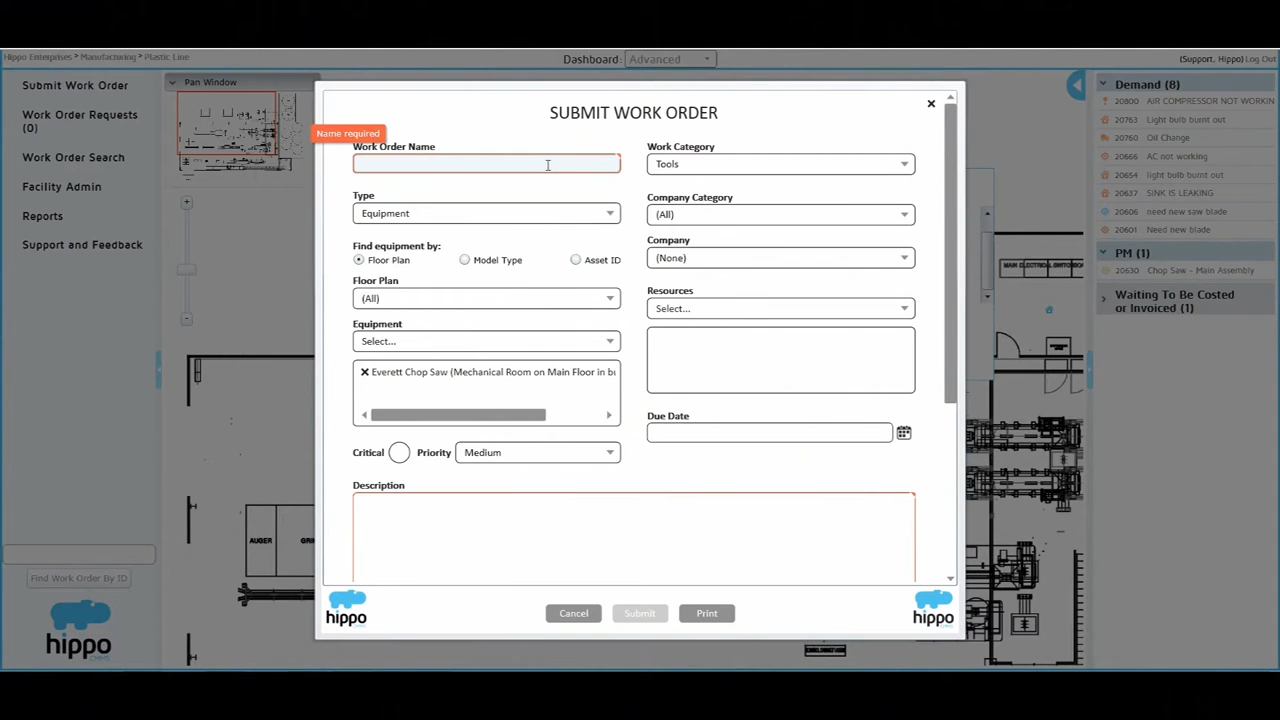 Hippo Enterprises > Manufacturing > Plastic Line
Dashboard: Advanced
(Support, Hippo) Log Out
Submit Work Order
Work Order Requests
(0)
Work Order Search
Facility Admin
Reports
Support and Feedback
Find Work Order By ID
hippo
CMMS
Pan Window
Name required
SUBMIT WORK ORDER
Work Order Name
Type
Equipment
Find equipment by:
Floor Plan
Model Type
Asset ID
Floor Plan
(All)
Equipment
Select...
Everett Chop Saw (Mechanical Room on Main Floor in bu
Critical
Priority
Medium
Work Category
Tools
Company Category
(All)
Company
(None)
Resources
Select...
Due Date
Description
hippo
Cancel
Submit
Print
hippo
Demand (8)
20800 AIR COMPRESSOR NOT WORKIN
20763 Light bulb burnt out
20760 Oil Change
20666 AC not working
20654 light bulb burnt out
20637 SINK IS LEAKING
20606 need new saw blade
20601 Need new blade
PM (1)
20630 Chop Saw - Main Assembly
Waiting To Be Costed
or Invoiced (1)
AUGER